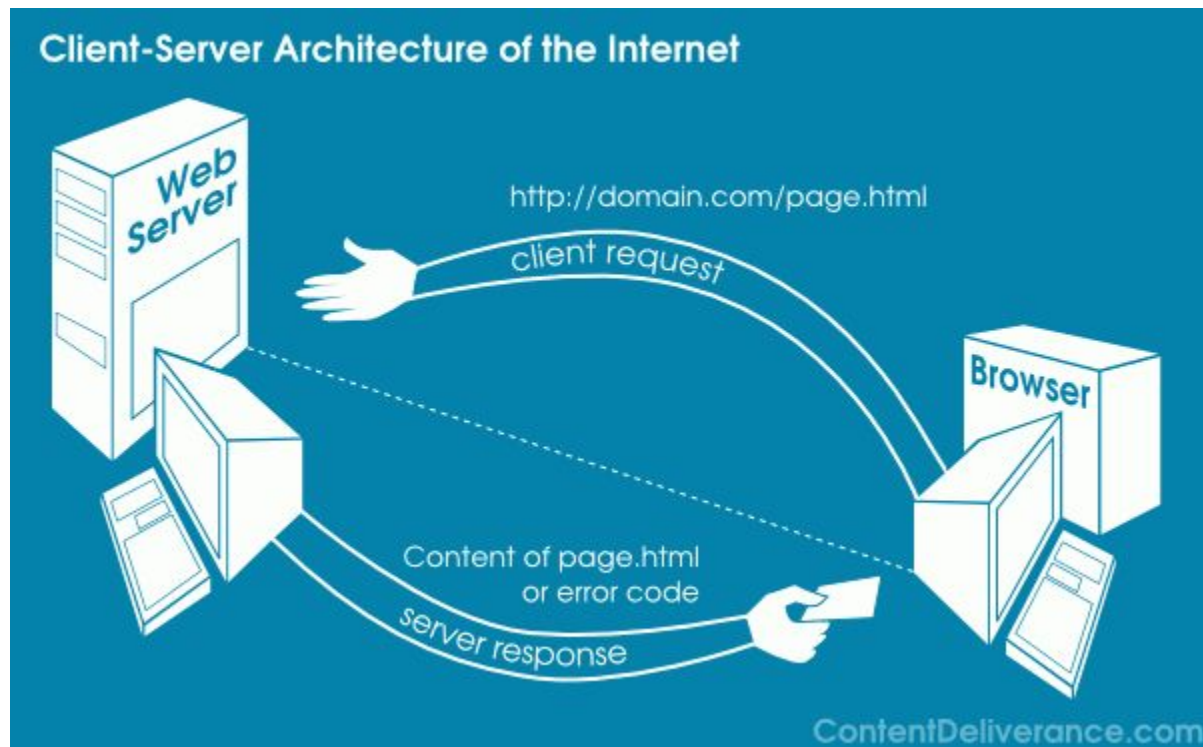 Client-Server Architecture of the Internet
Web
Server
http://domain.com/page.html
client request
Browser
Content of page.html
or error code
server response
ContentDeliverance.com